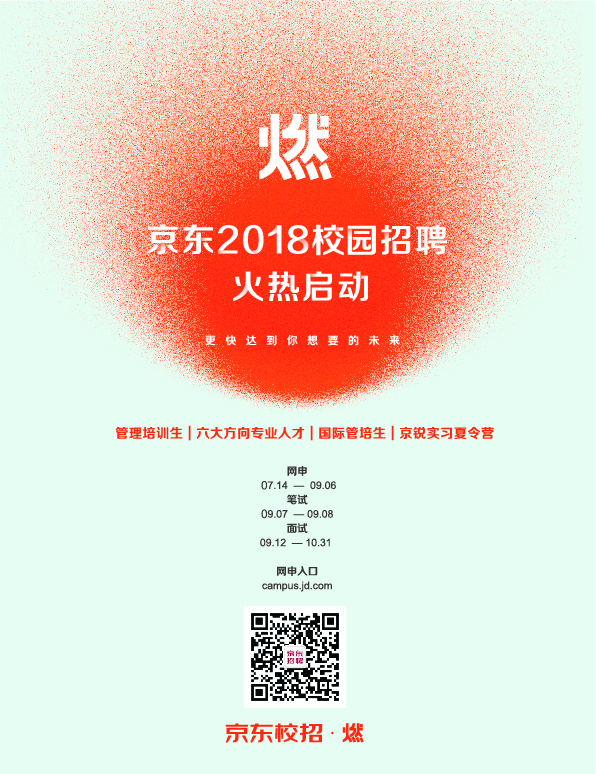 燃
京东2018校园招聘
火热启动
更快达到你想要的未来
管理培训生 | 六大方向专业人才 | 国际管培生 | 京锐实习夏令营
网申
07.14 — 09.06
笔试
09.07 — 09.08
面试
09.12 — 10.31
网申入口
campus.jd.com
京东
招聘
京东校招·燃